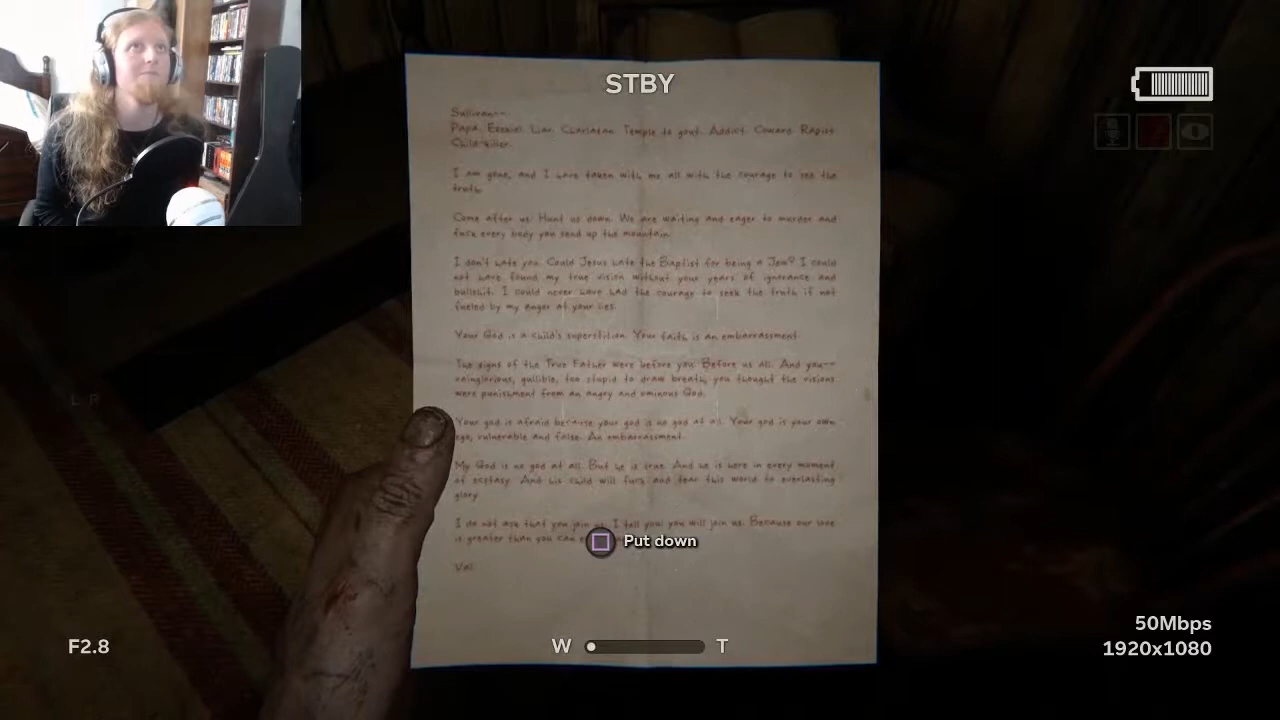 STBY
Sullivan--
Papa. Ezekiel. Liar. Charlatan. Temple to gout. Addict. Coward. Rapist.
Child-killer.
I am gone, and I have taken with me all with the courage to see the
truth.
Come after us. Hunt us down. We are waiting and eager to murder and
fuck every body you send up the mountain.
I don't hate you. Could Jesus hate the Baptist for being a Jew? I could
not have found my true vision without your years of ignorance and
bullshit. I could never have had the courage to seek the truth if not
fueled by my anger at your lies.
Your God is a child's superstition. Your faith is an embarrassment.
The signs of the True Father were before you. Before us all. And you--
vainglorious, gullible, too stupid to draw breath, you thought the visions
were punishment from an angry and ominous God.
Your god is afraid because your god is no god at all. Your god is your own
ego, vulnerable and false. An embarrassment.
My God is no god at all. But he is true. And he is here in every moment
of ecstasy. And his child will fuck and tear this world to everlasting
glory.
I do not ask that you join us. I tell you: you will join us. Because our love
is greater than you can
Put down
Val
L R
F2.8
W T
50Mbps
1920x1080